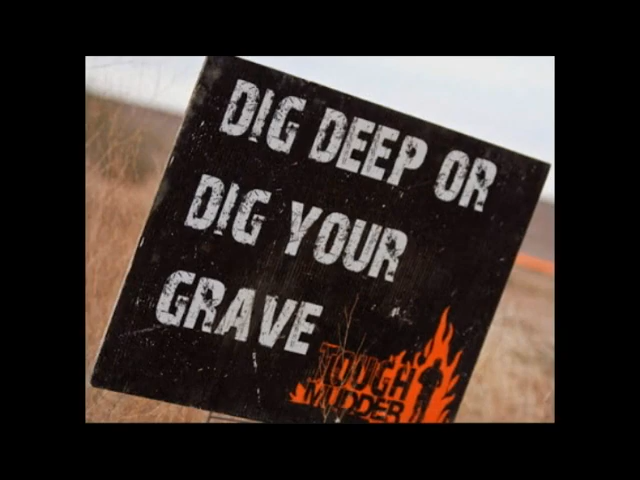 DIG DEEP OR
DIG YOUR
GRAVE
TOUGH
MUDDER